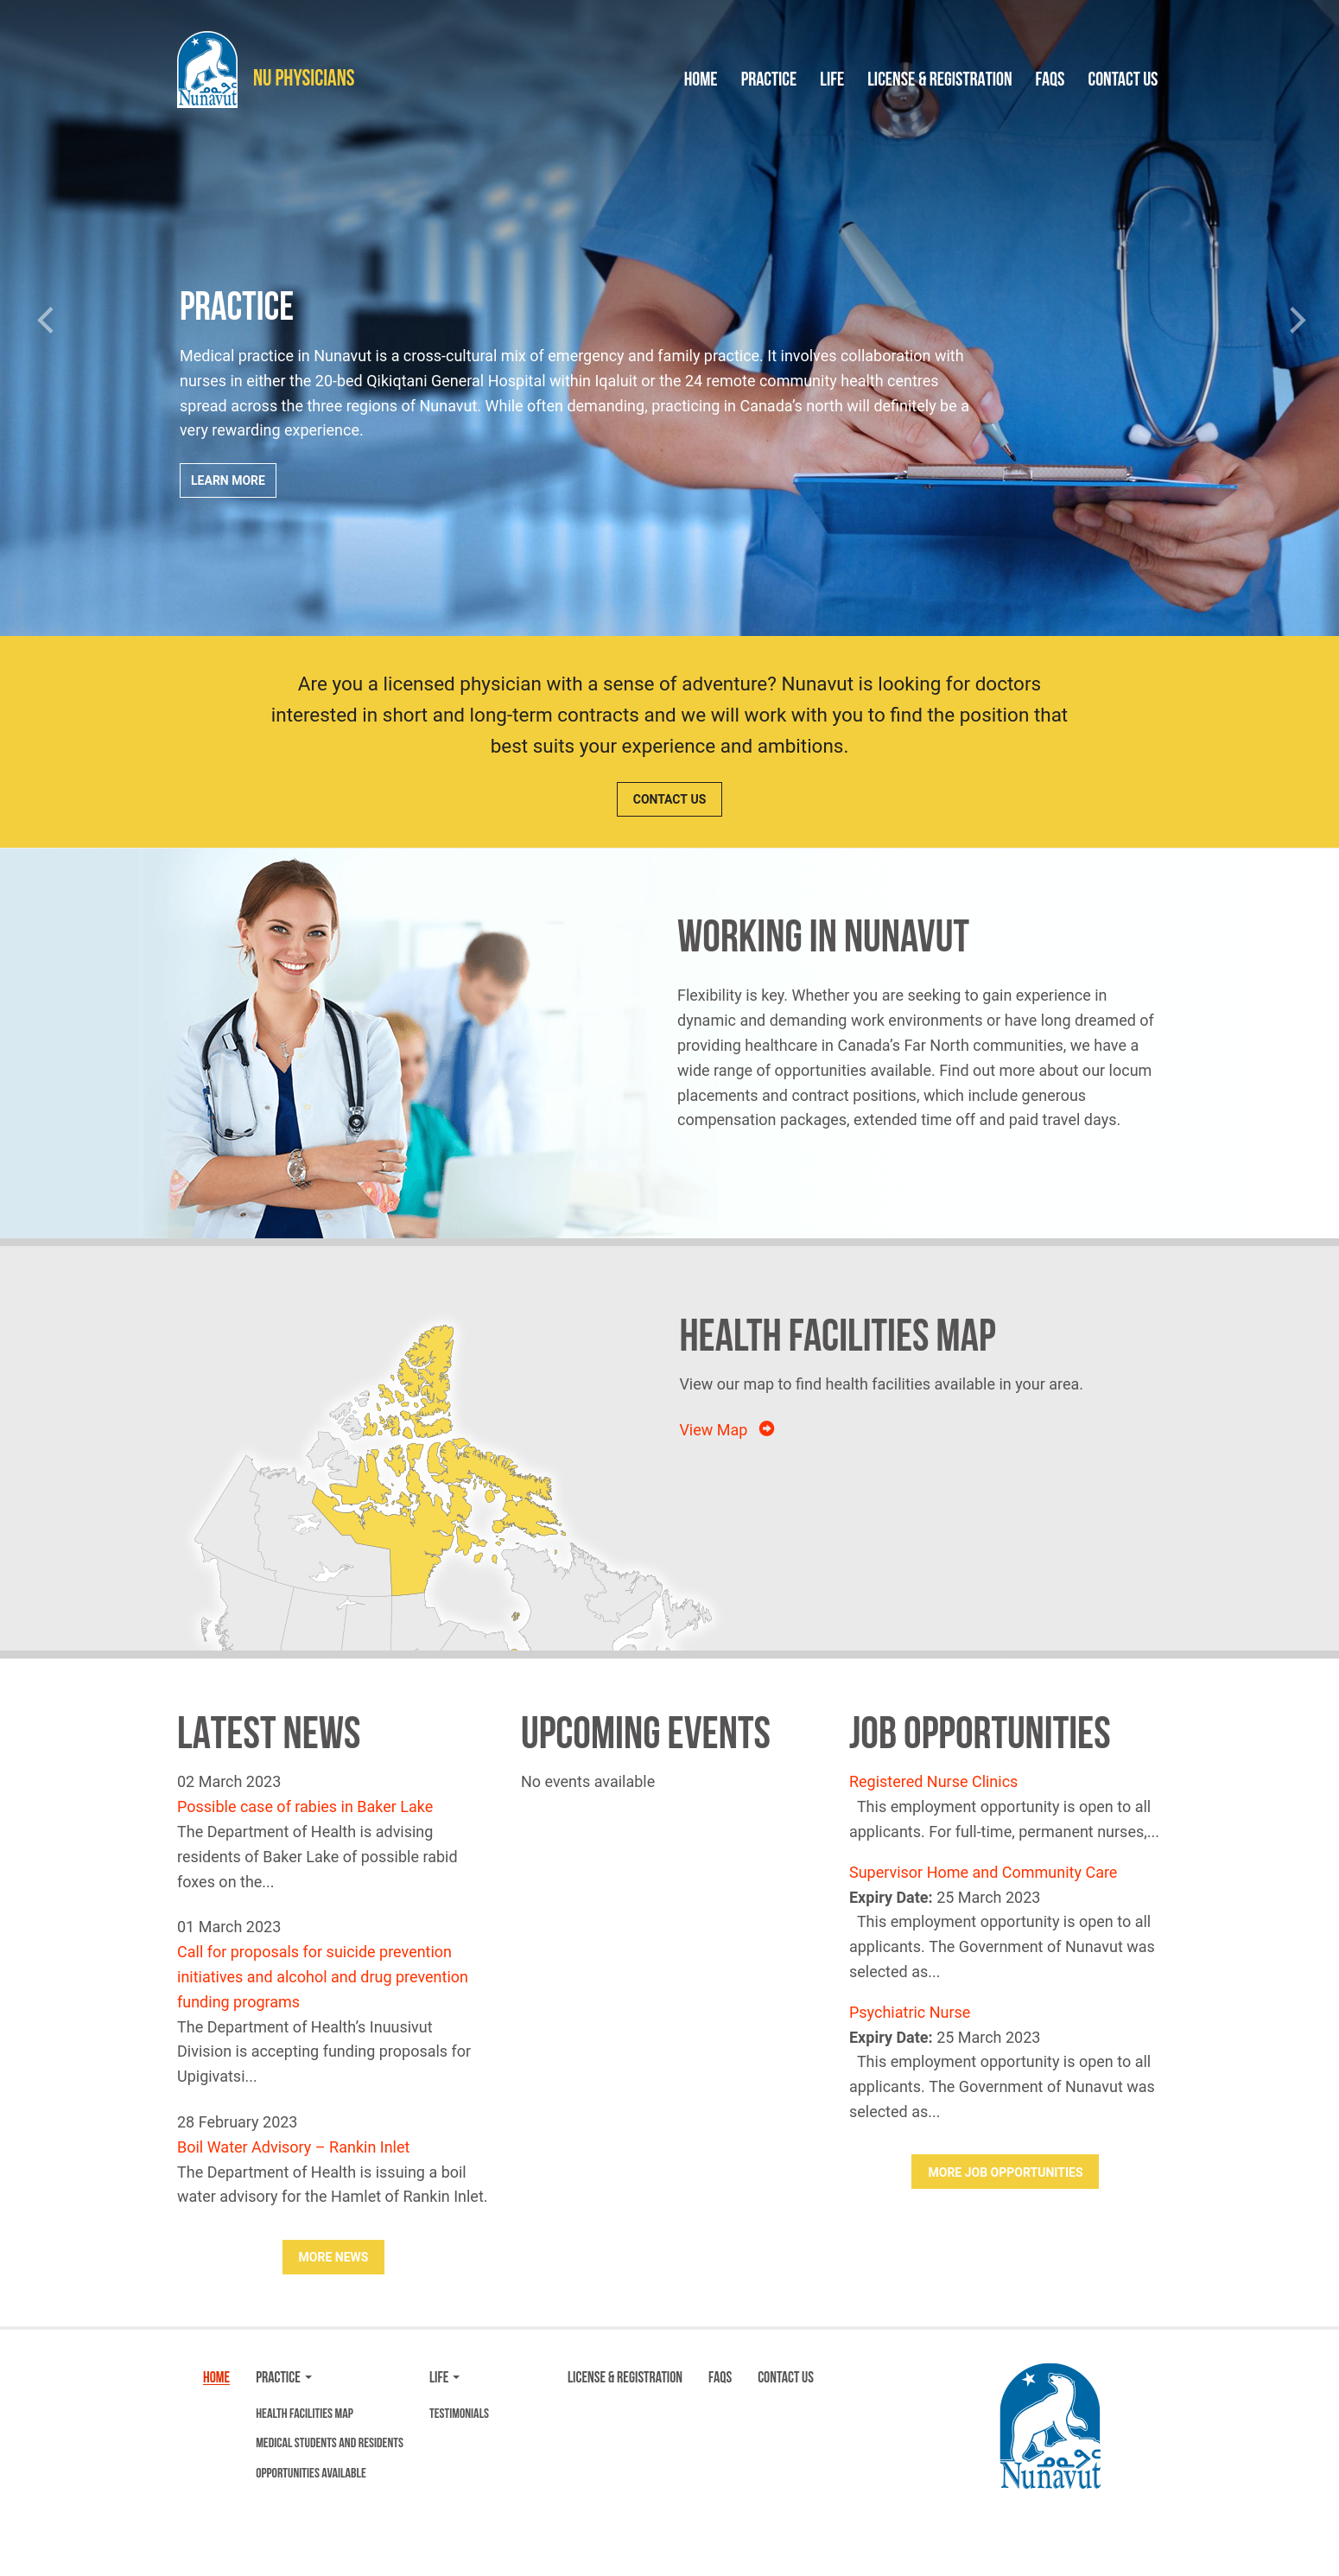 Nunavut
NU PHYSICIANS
HOME PRACTICE LIFE LICENSE & REGISTRATION FAQS CONTACT US
PRACTICE
Medical practice in Nunavut is a cross-cultural mix of emergency and family practice. It involves collaboration with
nurses in either the 20-bed Qikiqtani General Hospital within Iqaluit or the 24 remote community health centres
spread across the three regions of Nunavut. While often demanding, practicing in Canada’s north will definitely be a
very rewarding experience.
LEARN MORE
Are you a licensed physician with a sense of adventure? Nunavut is looking for doctors
interested in short and long-term contracts and we will work with you to find the position that
best suits your experience and ambitions.
CONTACT US
WORKING IN NUNAVUT
Flexibility is key. Whether you are seeking to gain experience in
dynamic and demanding work environments or have long dreamed of
providing healthcare in Canada’s Far North communities, we have a
wide range of opportunities available. Find out more about our locum
placements and contract positions, which include generous
compensation packages, extended time off and paid travel days.
HEALTH FACILITIES MAP
View our map to find health facilities available in your area.
View Map
LATEST NEWS
02 March 2023
Possible case of rabies in Baker Lake
The Department of Health is advising
residents of Baker Lake of possible rabid
foxes on the...
01 March 2023
Call for proposals for suicide prevention
initiatives and alcohol and drug prevention
funding programs
The Department of Health’s Inuusivut
Division is accepting funding proposals for
Upigivatsi...
28 February 2023
Boil Water Advisory – Rankin Inlet
The Department of Health is issuing a boil
water advisory for the Hamlet of Rankin Inlet.
MORE NEWS
UPCOMING EVENTS
No events available
JOB OPPORTUNITIES
Registered Nurse Clinics
This employment opportunity is open to all
applicants. For full-time, permanent nurses,...
Supervisor Home and Community Care
Expiry Date: 25 March 2023
This employment opportunity is open to all
applicants. The Government of Nunavut was
selected as...
Psychiatric Nurse
Expiry Date: 25 March 2023
This employment opportunity is open to all
applicants. The Government of Nunavut was
selected as...
MORE JOB OPPORTUNITIES
HOME PRACTICE LIFE LICENSE & REGISTRATION FAQS CONTACT US
HEALTH FACILITIES MAP TESTIMONIALS
MEDICAL STUDENTS AND RESIDENTS
OPPORTUNITIES AVAILABLE
ᓄᓇᕗᑦ
Nunavut